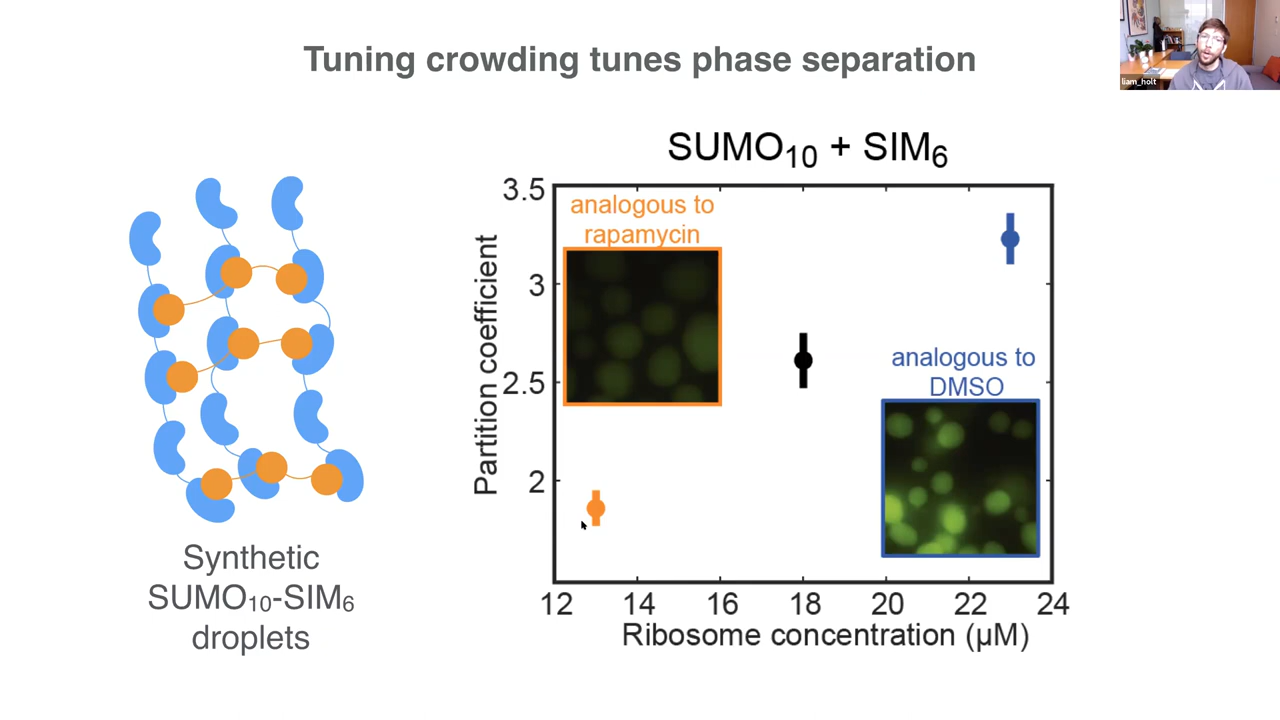 Tuning crowding tunes phase separation
liam_holt
SUMO₁₀ + SIM₆
3.5
analogous to
rapamycin
3
analogous to
DMSO
2.5
2
Partition coefficient
12 14 16 18 20 22 24
Ribosome concentration (µM)
Synthetic
SUMO₁₀-SIM₆
droplets